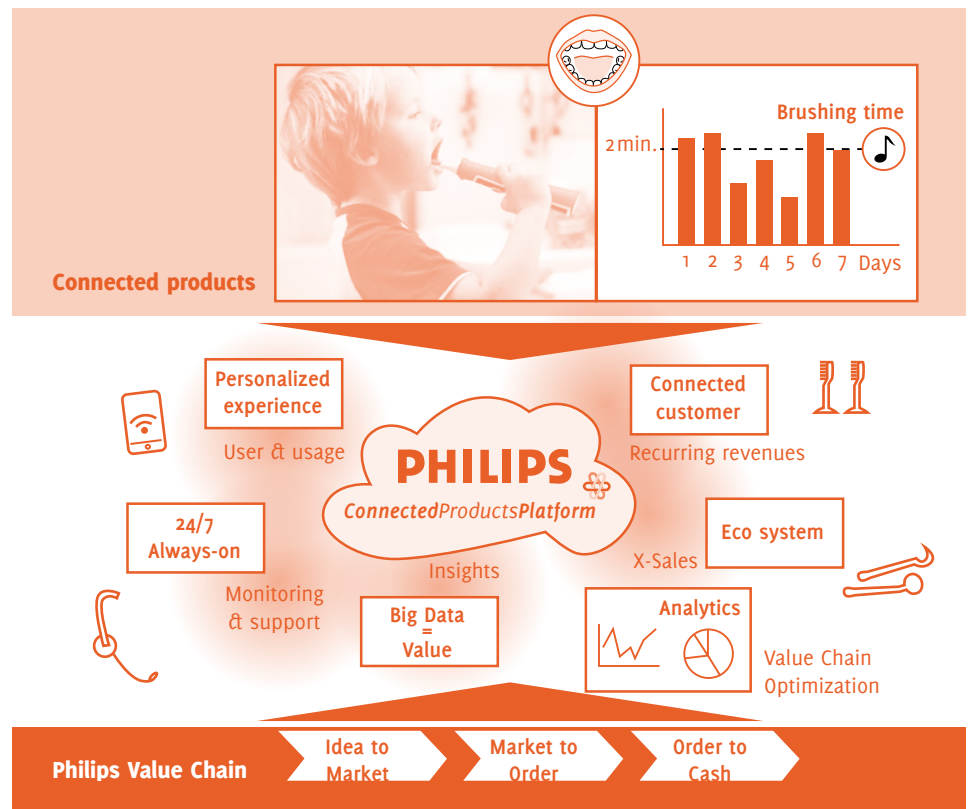 Brushing time
2min.
1 2 3 4 5 6 7 Days
Connected products
Personalized
experience
User & usage
Connected
customer
Recurring revenues
PHILIPS
ConnectedProductsPlatform
24/7
Always-on
Monitoring
& support
Insights
Big Data
=
Value
Eco system
X-Sales
Analytics
Value Chain
Optimization
Philips Value Chain
Idea to
Market
Market to
Order
Order to
Cash